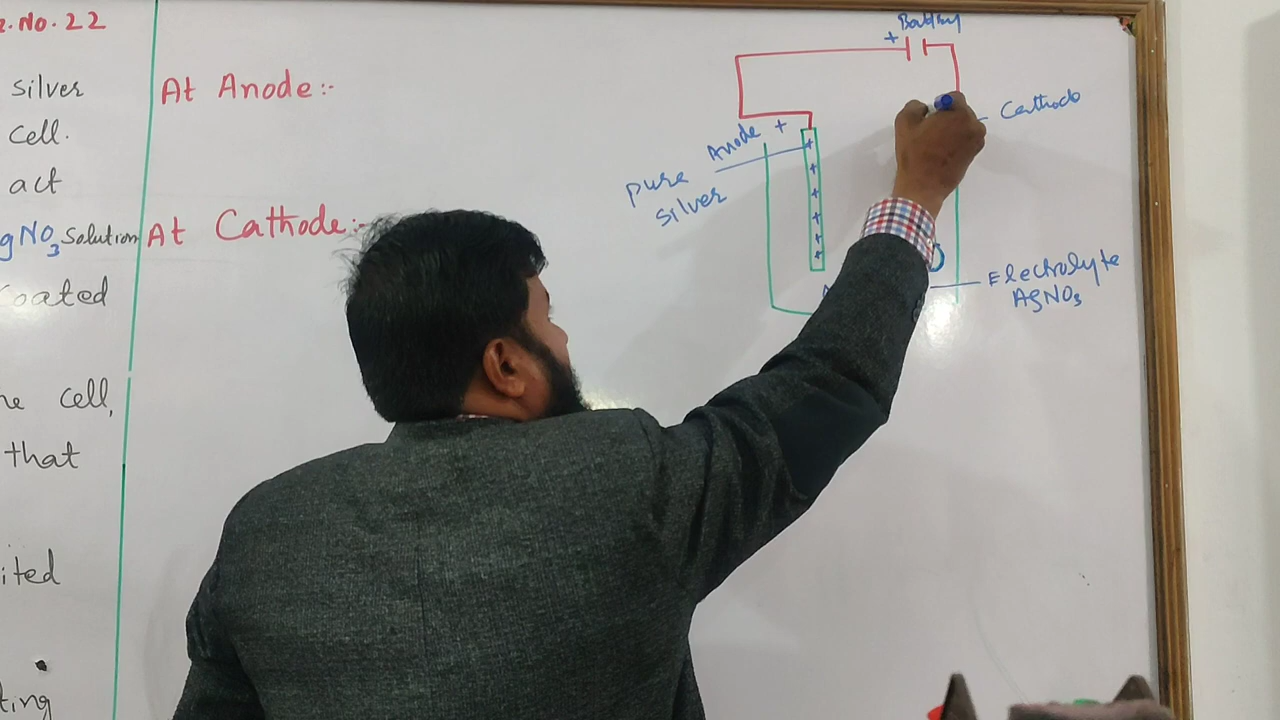 No.22
silver
cell.
act
gNO3 Solution
coated
cell,
that
ited
ting
At Anode:-
At Cathode:-
Battery
+
Cathod
Anode +
pure
silver
+
+
+
+
+
+
Electrolyte
AgNO3